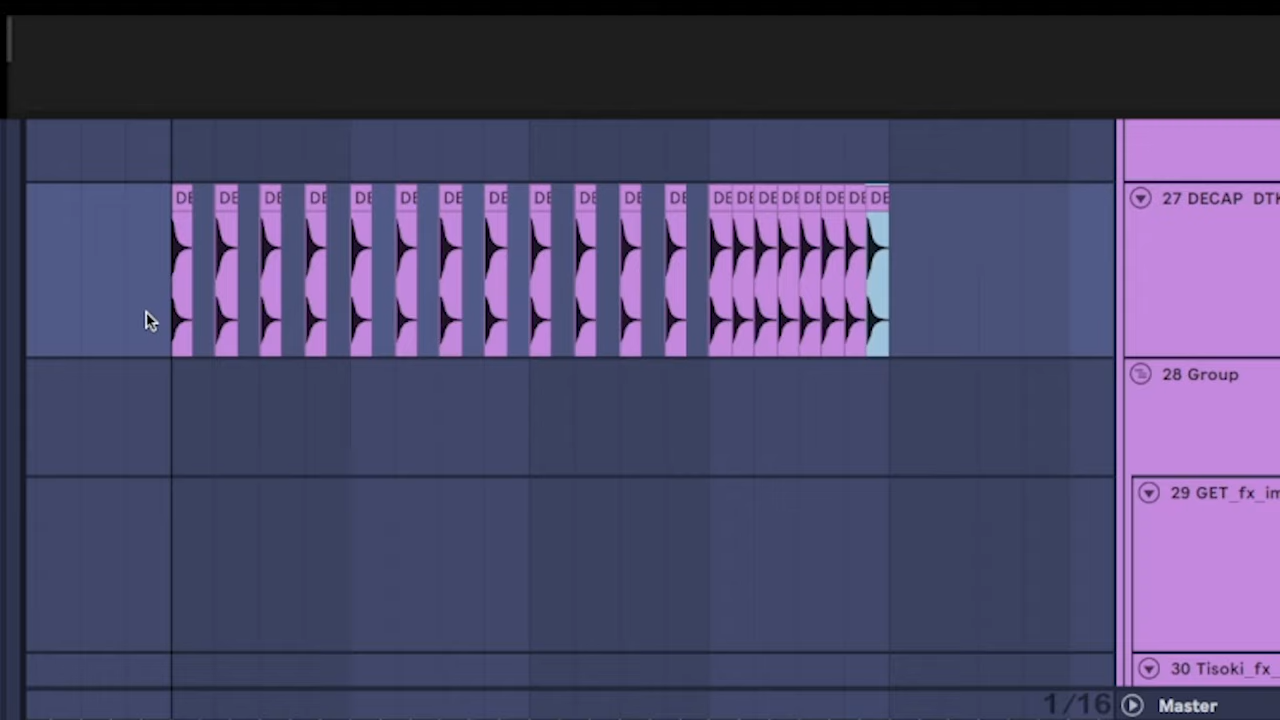 DE DE DE DE DE DE DE DE DE DE DE DE DE DE DE DE DE DE DE DE
27 DECAP DTK
28 Group
29 GET_fx_im
30 Tisoki_fx_
1/16
Master